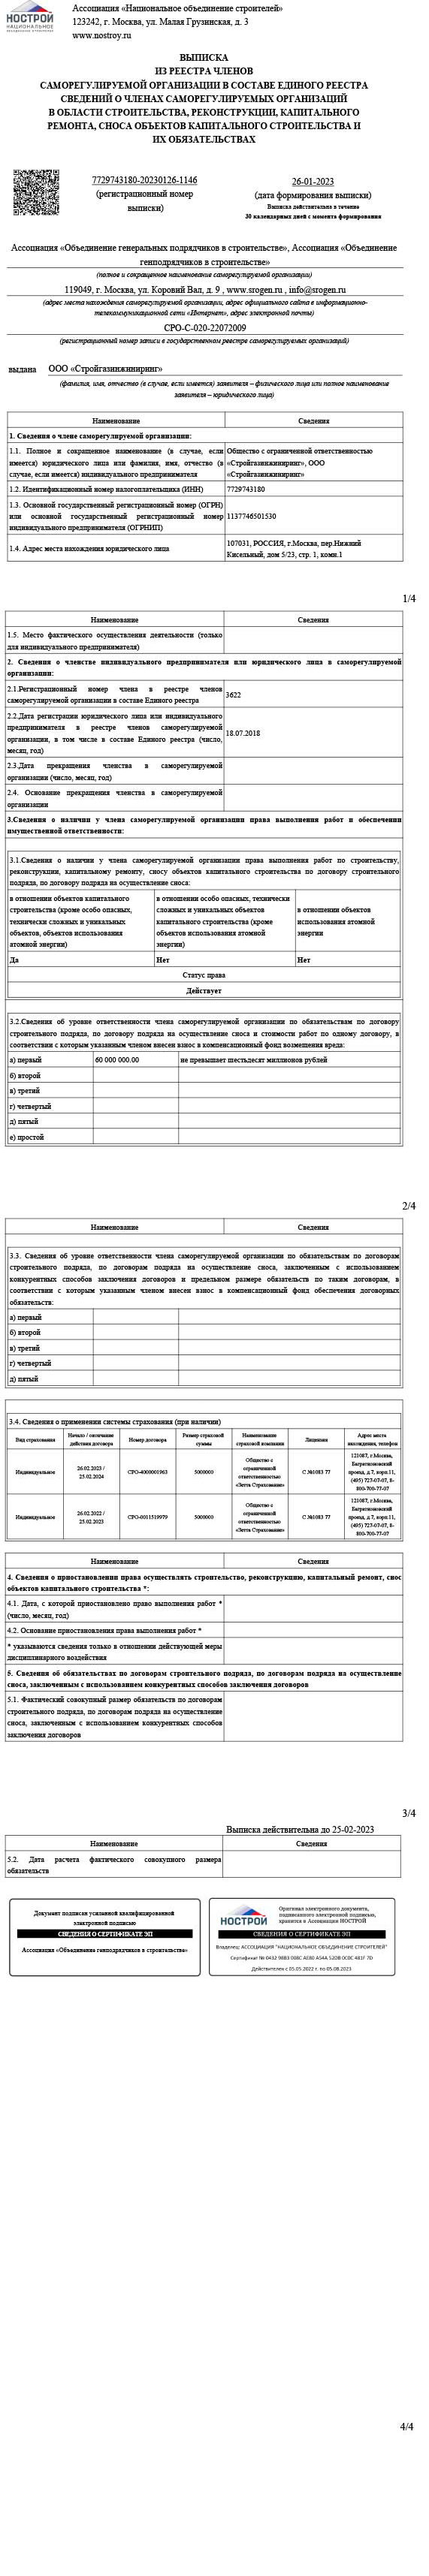 НОСТРОЙ
НАЦИОНАЛЬНОЕ
ОБЪЕДИНЕНИЕ СТРОИТЕЛЕЙ
Ассоциация «Национальное объединение строителей»
123242, г. Москва, ул. Малая Грузинская, д. 3
www.nostroy.ru
ВЫПИСКА
ИЗ РЕЕСТРА ЧЛЕНОВ
САМОРЕГУЛИРУЕМОЙ ОРГАНИЗАЦИИ В СОСТАВЕ ЕДИНОГО РЕЕСТРА
СВЕДЕНИЙ О ЧЛЕНАХ САМОРЕГУЛИРУЕМЫХ ОРГАНИЗАЦИЙ
В ОБЛАСТИ СТРОИТЕЛЬСТВА, РЕКОНСТРУКЦИИ, КАПИТАЛЬНОГО
РЕМОНТА, СНОСА ОБЪЕКТОВ КАПИТАЛЬНОГО СТРОИТЕЛЬСТВА И
ИХ ОБЯЗАТЕЛЬСТВАХ
7729743180-20230126-1146
(регистрационный номер
выписки)
26-01-2023
(дата формирования выписки)
Выписка действительна в течение
30 календарных дней с момента формирования
Ассоциация «Объединение генеральных подрядчиков в строительстве», Ассоциация «Объединение
генподрядчиков в строительстве»
(полное и сокращенное наименование саморегулируемой организации)
119049, г. Москва, ул. Коровий Вал, д. 9 , www.srogen.ru , info@srogen.ru
(адрес места нахождения саморегулируемой организации, адрес официального сайта в информационно-
телекоммуникационной сети «Интернет», адрес электронной почты)
СРО-С-020-22072009
(регистрационный номер записи в государственном реестре саморегулируемых организаций)
выдана ООО «Стройгазинжиниринг»
(фамилия, имя, отчество (в случае, если имеется) заявителя – физического лица или полное наименование
заявителя – юридического лица)
Наименование Сведения
1. Сведения о члене саморегулируемой организации:
1.1. Полное и сокращенное наименование (в случае, если
имеется) юридического лица или фамилия, имя, отчество (в
случае, если имеется) индивидуального предпринимателя
Общество с ограниченной ответственностью
«Стройгазинжиниринг», ООО
«Стройгазинжиниринг»
1.2. Идентификационный номер налогоплательщика (ИНН) 7729743180
1.3. Основной государственный регистрационный номер (ОГРН)
или основной государственный регистрационный номер
индивидуального предпринимателя (ОГРНИП)
1137746501530
1.4. Адрес места нахождения юридического лица
107031, РОССИЯ, г.Москва, пер.Нижний
Кисельный, дом 5/23, стр. 1, комн.1
1/4
Наименование Сведения
1.5. Место фактического осуществления деятельности (только
для индивидуального предпринимателя)
2. Сведения о членстве индивидуального предпринимателя или юридического лица в саморегулируемой
организации:
2.1.Регистрационный номер члена в реестре членов
саморегулируемой организации в составе Единого реестра
3622
2.2.Дата регистрации юридического лица или индивидуального
предпринимателя в реестре членов саморегулируемой
организации, в том числе в составе Единого реестра (число,
месяц, год)
18.07.2018
2.3.Дата прекращения членства в саморегулируемой
организации (число, месяц, год)
2.4. Основание прекращения членства в саморегулируемой
организации
3.Сведения о наличии у члена саморегулируемой организации права выполнения работ и обеспечении
имущественной ответственности:
3.1.Сведения о наличии у члена саморегулируемой организации права выполнения работ по строительству,
реконструкции, капитальному ремонту, сносу объектов капитального строительства по договору строительного
подряда, по договору подряда на осуществление сноса:
в отношении объектов капитального
строительства (кроме особо опасных,
технически сложных и уникальных
объектов, объектов использования
атомной энергии)
в отношении особо опасных, технически
сложных и уникальных объектов
капитального строительства (кроме
объектов использования атомной
энергии)
в отношении объектов
использования атомной
энергии
Да Нет Нет
Статус права
Действует
3.2.Сведения об уровне ответственности члена саморегулируемой организации по обязательствам по договору
строительного подряда, по договору подряда на осуществление сноса и стоимости работ по одному договору, в
соответствии с которым указанным членом внесен взнос в компенсационный фонд возмещения вреда:
а) первый 60 000 000.00 не превышает шестьдесят миллионов рублей
б) второй
в) третий
г) четвертый
д) пятый
е) простой
2/4
Наименование Сведения
3.3. Сведения об уровне ответственности члена саморегулируемой организации по обязательствам по договорам
строительного подряда, по договорам подряда на осуществление сноса, заключенным с использованием
конкурентных способов заключения договоров и предельном размере обязательств по таким договорам, в
соответствии с которым указанным членом внесен взнос в компенсационный фонд обеспечения договорных
обязательств:
а) первый
б) второй
в) третий
г) четвертый
д) пятый
3.4. Сведения о применении системы страхования (при наличии)
Вид страхования
Начало / окончание
действия договора
Номер договора
Размер страховой
суммы
Наименование
страховой компании
Лицензия
Адрес места
нахождения, телефон
Индивидуальное
26.02.2023 /
25.02.2024
СРО-4000001963
5000000
Общество с
ограниченной
ответственностью
«Зетта Страхование»
С №1083 77
121087, г.Москва,
Багратионовский
проезд, д.7, корп.11,
(495) 727-07-07, 8-
800-700-77-07
Индивидуальное
26.02.2022 /
25.02.2023
СРО-0011519979
5000000
Общество с
ограниченной
ответственностью
«Зетта Страхование»
С №1083 77
121087, г.Москва,
Багратионовский
проезд, д.7, корп.11,
(495) 727-07-07, 8-
800-700-77-07
Наименование Сведения
4. Сведения о приостановлении права осуществлять строительство, реконструкцию, капитальный ремонт, снос
объектов капитального строительства *:
4.1. Дата, с которой приостановлено право выполнения работ *
(число, месяц, год)
4.2. Основание приостановления права выполнения работ *
* указываются сведения только в отношении действующей меры
дисциплинарного воздействия
5. Сведения об обязательствах по договорам строительного подряда, по договорам подряда на осуществление
сноса, заключенным с использованием конкурентных способов заключения договоров
5.1. Фактический совокупный размер обязательств по договорам
строительного подряда, по договорам подряда на осуществление
сноса, заключенным с использованием конкурентных способов
заключения договоров
3/4
Выписка действительна до 25-02-2023
Наименование Сведения
5.2. Дата расчета фактического совокупного размера
обязательств
Документ подписан усиленной квалифицированной
электронной подписью
СВЕДЕНИЯ О СЕРТИФИКАТЕ ЭП
Ассоциация «Объединение генподрядчиков в строительстве»
НОСТРОЙ
Оригинал электронного документа,
подписанного электронной подписью,
хранится в Ассоциации НОСТРОЙ
СВЕДЕНИЯ О СЕРТИФИКАТЕ ЭП
Владелец: АССОЦИАЦИЯ "НАЦИОНАЛЬНОЕ ОБЪЕДИНЕНИЕ СТРОИТЕЛЕЙ"
Сертификат № 0432 9BB3 00BC AE80 A54A 520B 0C0C 481F 7D
Действителен с 05.05.2022 г. по 05.08.2023
4/4